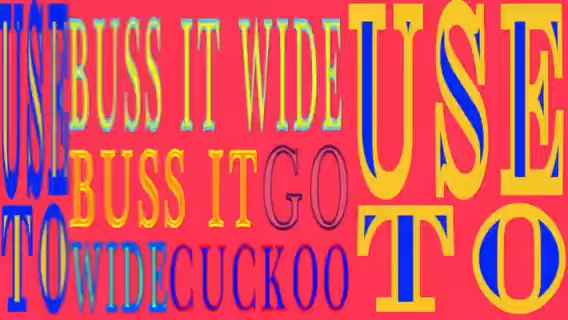 USE
TO
BUSS IT WIDE
BUSS IT
WIDE
GO
CUCKOO
USE
TO